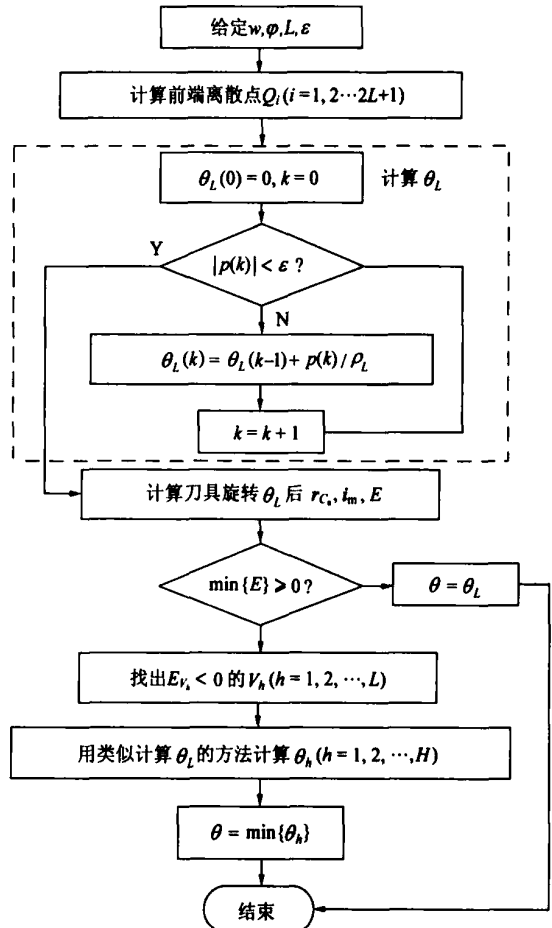 给定w,φ,L,ε
计算前端离散点Qi(i=1,2⋯2L+1)
θL(0)=0,k=0 计算θL
Y
|p(k)|<ε?
N
θL(k)=θL(k-1)+p(k)/ρL
k=k+1
计算刀具旋转θL后 rCa,im,E
min{E}≥0?
θ=θL
找出EVh<0的Vh(h=1,2,⋯,L)
用类似计算θL的方法计算θh(h=1,2,⋯,H)
θ=min{θh}
结束